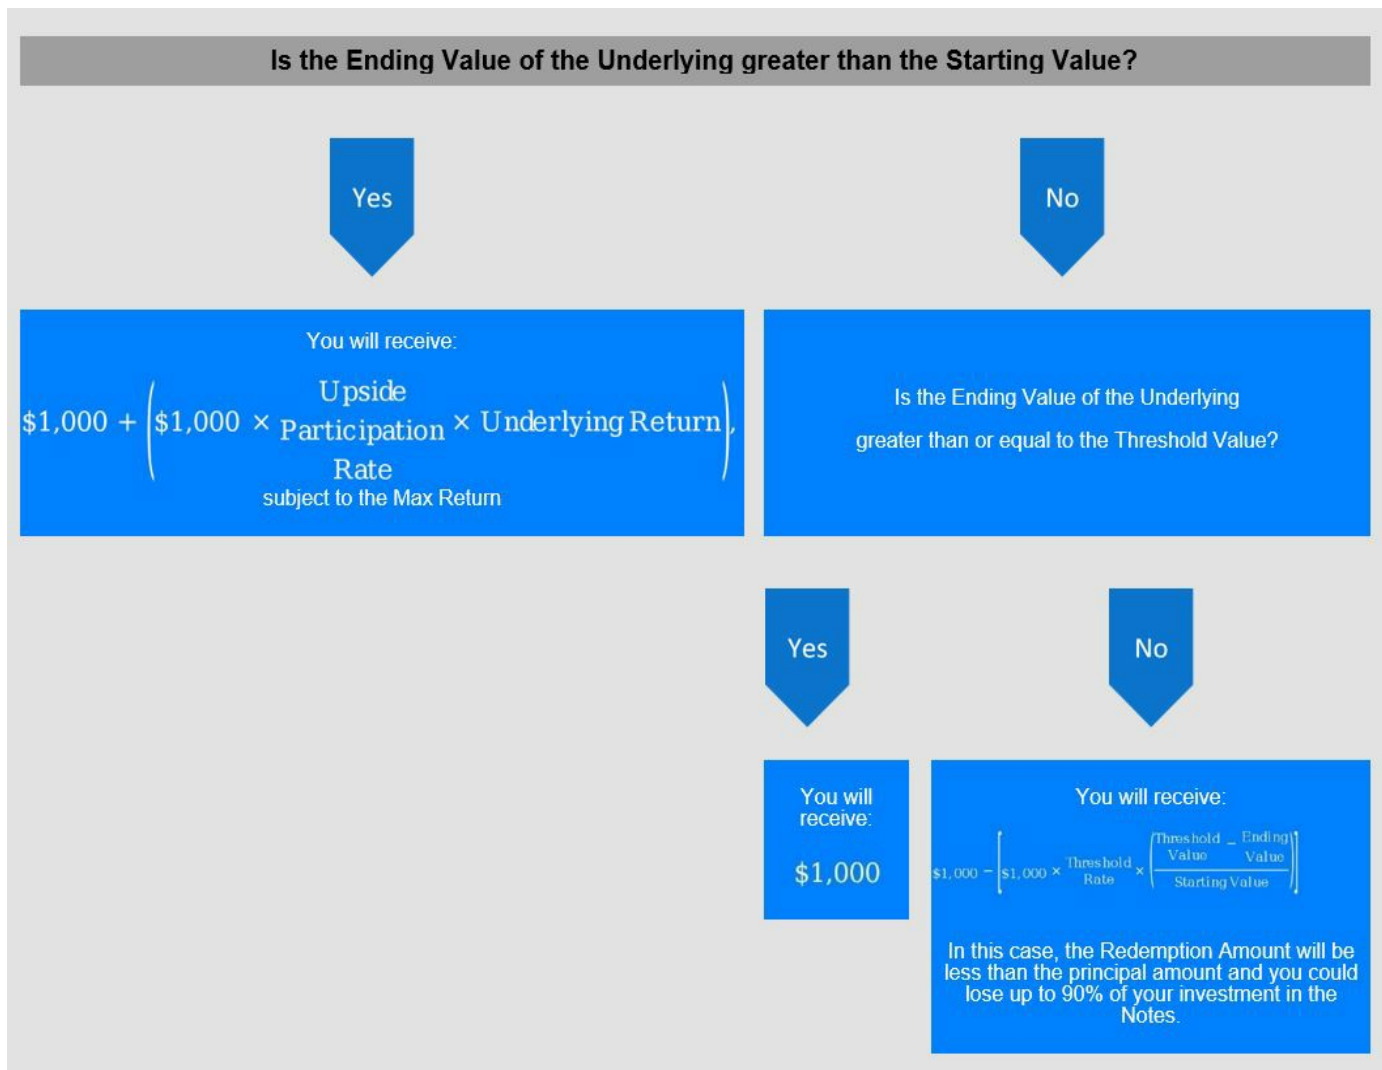 Is the Ending Value of the Underlying greater than the Starting Value?
Yes
No
You will receive:
$1,000 + ($1,000 × Upside Participation Rate × Underlying Return),
subject to the Max Return
Is the Ending Value of the Underlying
greater than or equal to the Threshold Value?
Yes
No
You will
receive:
$1,000
You will receive:
$1,000 − [$1,000 × Threshold Rate × (Threshold Value − Ending Value / Starting Value)]
In this case, the Redemption Amount will be
less than the principal amount and you could
lose up to 90% of your investment in the
Notes.